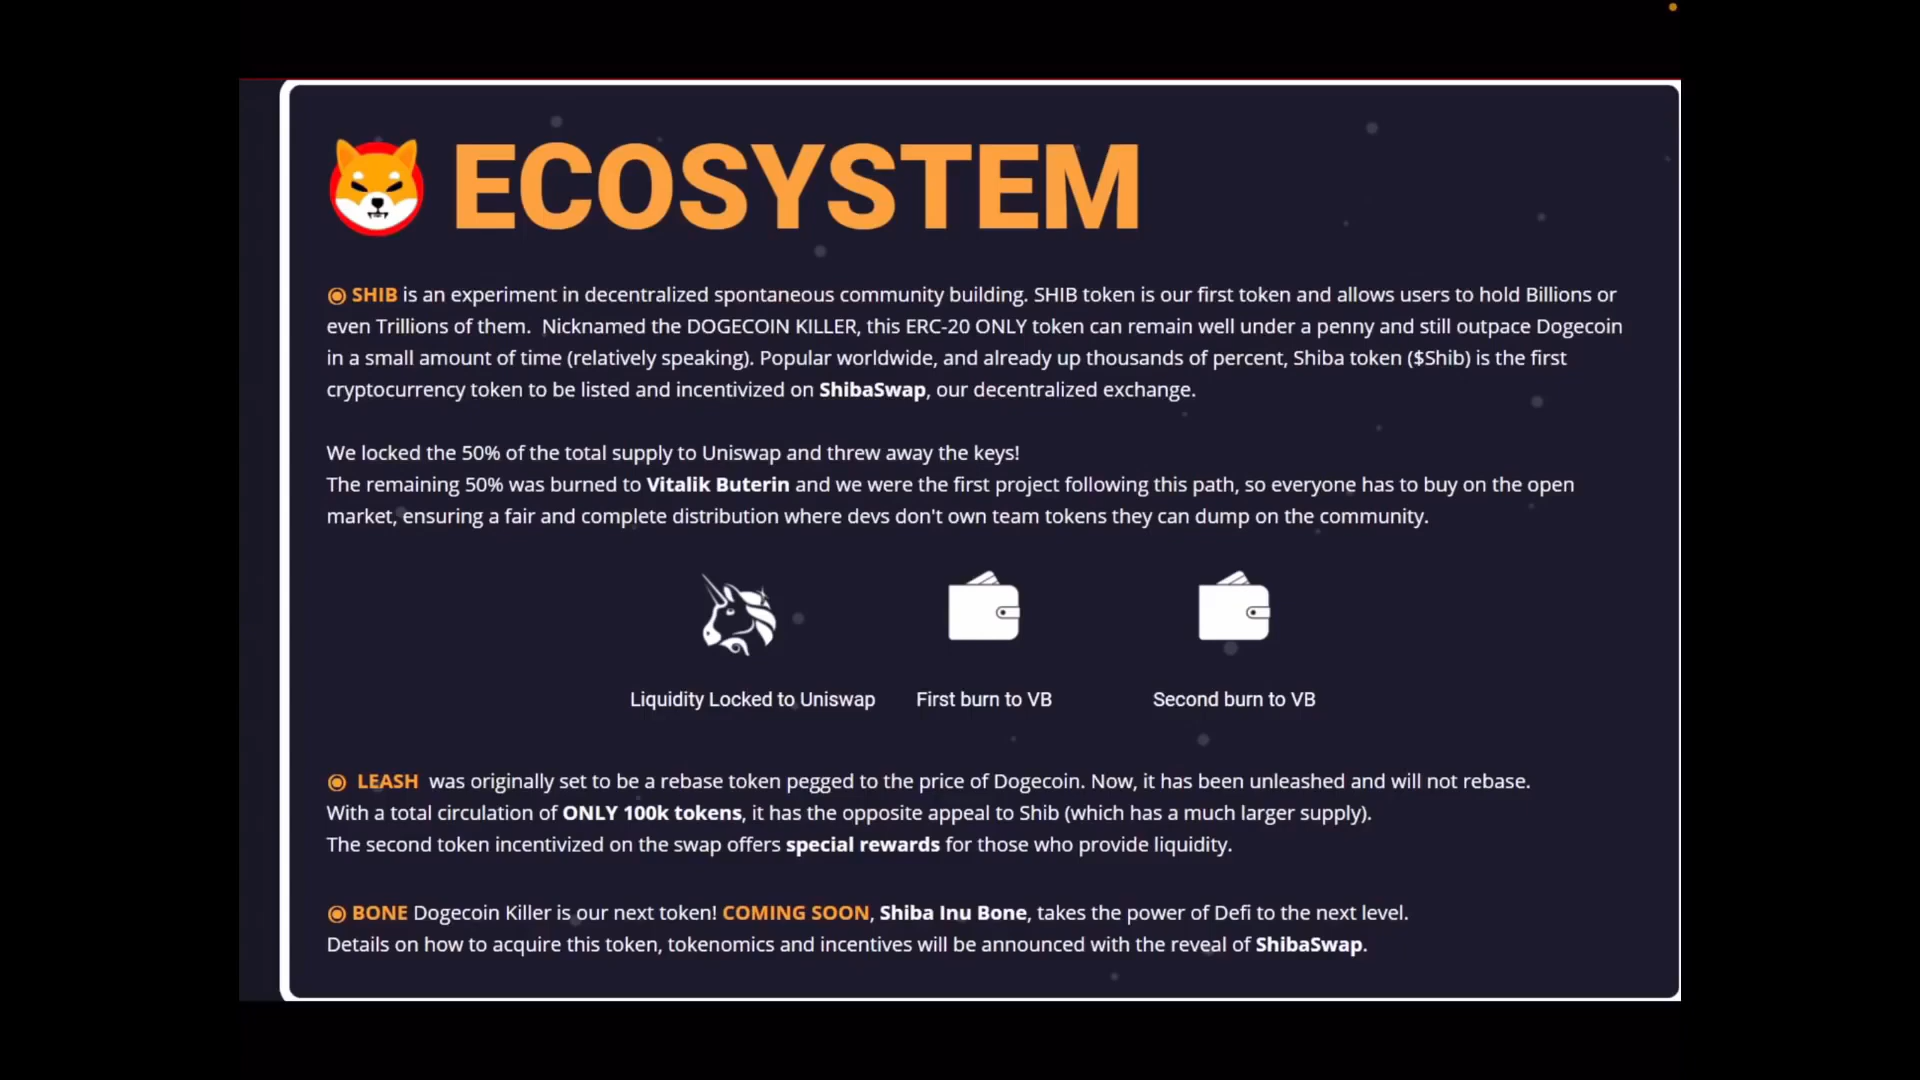 ECOSYSTEM
SHIB is an experiment in decentralized spontaneous community building. SHIB token is our first token and allows users to hold Billions or
even Trillions of them. Nicknamed the DOGECOIN KILLER, this ERC-20 ONLY token can remain well under a penny and still outpace Dogecoin
in a small amount of time (relatively speaking). Popular worldwide, and already up thousands of percent, Shiba token ($Shib) is the first
cryptocurrency token to be listed and incentivized on ShibaSwap, our decentralized exchange.
We locked the 50% of the total supply to Uniswap and threw away the keys!
The remaining 50% was burned to Vitalik Buterin and we were the first project following this path, so everyone has to buy on the open
market, ensuring a fair and complete distribution where devs don't own team tokens they can dump on the community.
Liquidity Locked to Uniswap First burn to VB Second burn to VB
LEASH was originally set to be a rebase token pegged to the price of Dogecoin. Now, it has been unleashed and will not rebase.
With a total circulation of ONLY 100k tokens, it has the opposite appeal to Shib (which has a much larger supply).
The second token incentivized on the swap offers special rewards for those who provide liquidity.
BONE Dogecoin Killer is our next token! COMING SOON, Shiba Inu Bone, takes the power of Defi to the next level.
Details on how to acquire this token, tokenomics and incentives will be announced with the reveal of ShibaSwap.